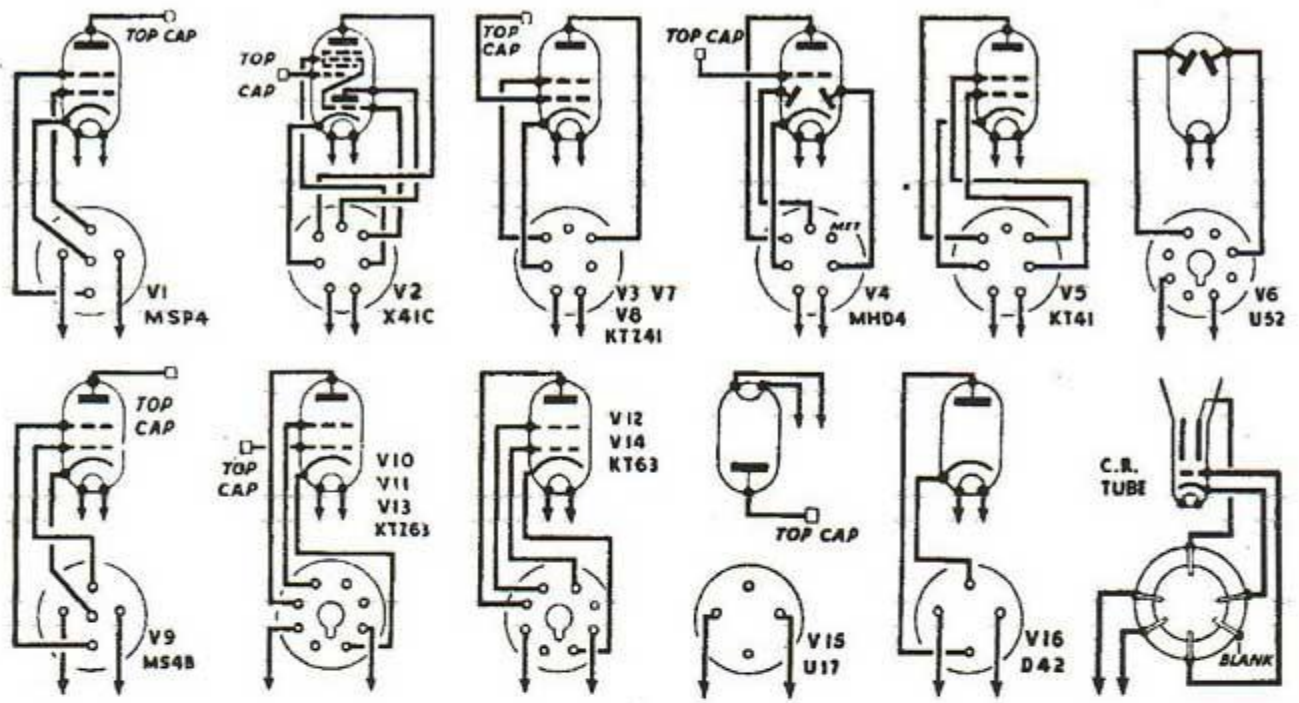 TOP CAP
V1
MSP4
TOP
CAP
V2
X41C
TOP
CAP
V3 V7
V8
KTZ41
TOP CAP
MET
V4
MHD4
V5
KT41
V6
U52
TOP
CAP
V9
MS4B
TOP
CAP
V10
V11
V13
KTZ63
V12
V14
KT63
TOP CAP
V15
U17
V16
D42
C.R.
TUBE
BLANK